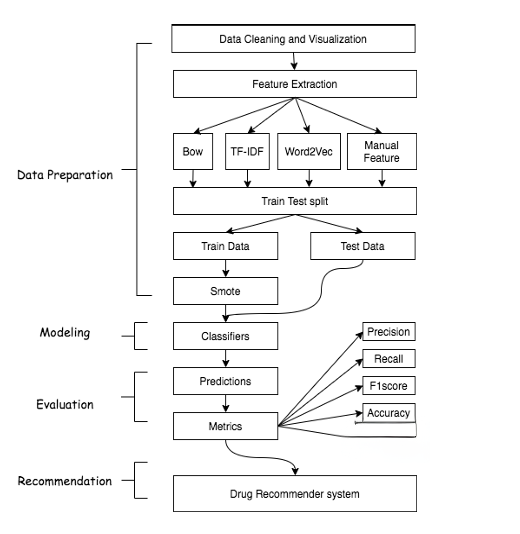 Data Cleaning and Visualization
Feature Extraction
Bow
TF-IDF
Word2Vec
Manual
Feature
Data Preparation
Train Test split
Train Data
Test Data
Smote
Modeling
Classifiers
Precision
Recall
Predictions
F1score
Evaluation
Accuracy
Metrics
Recommendation
Drug Recommender system